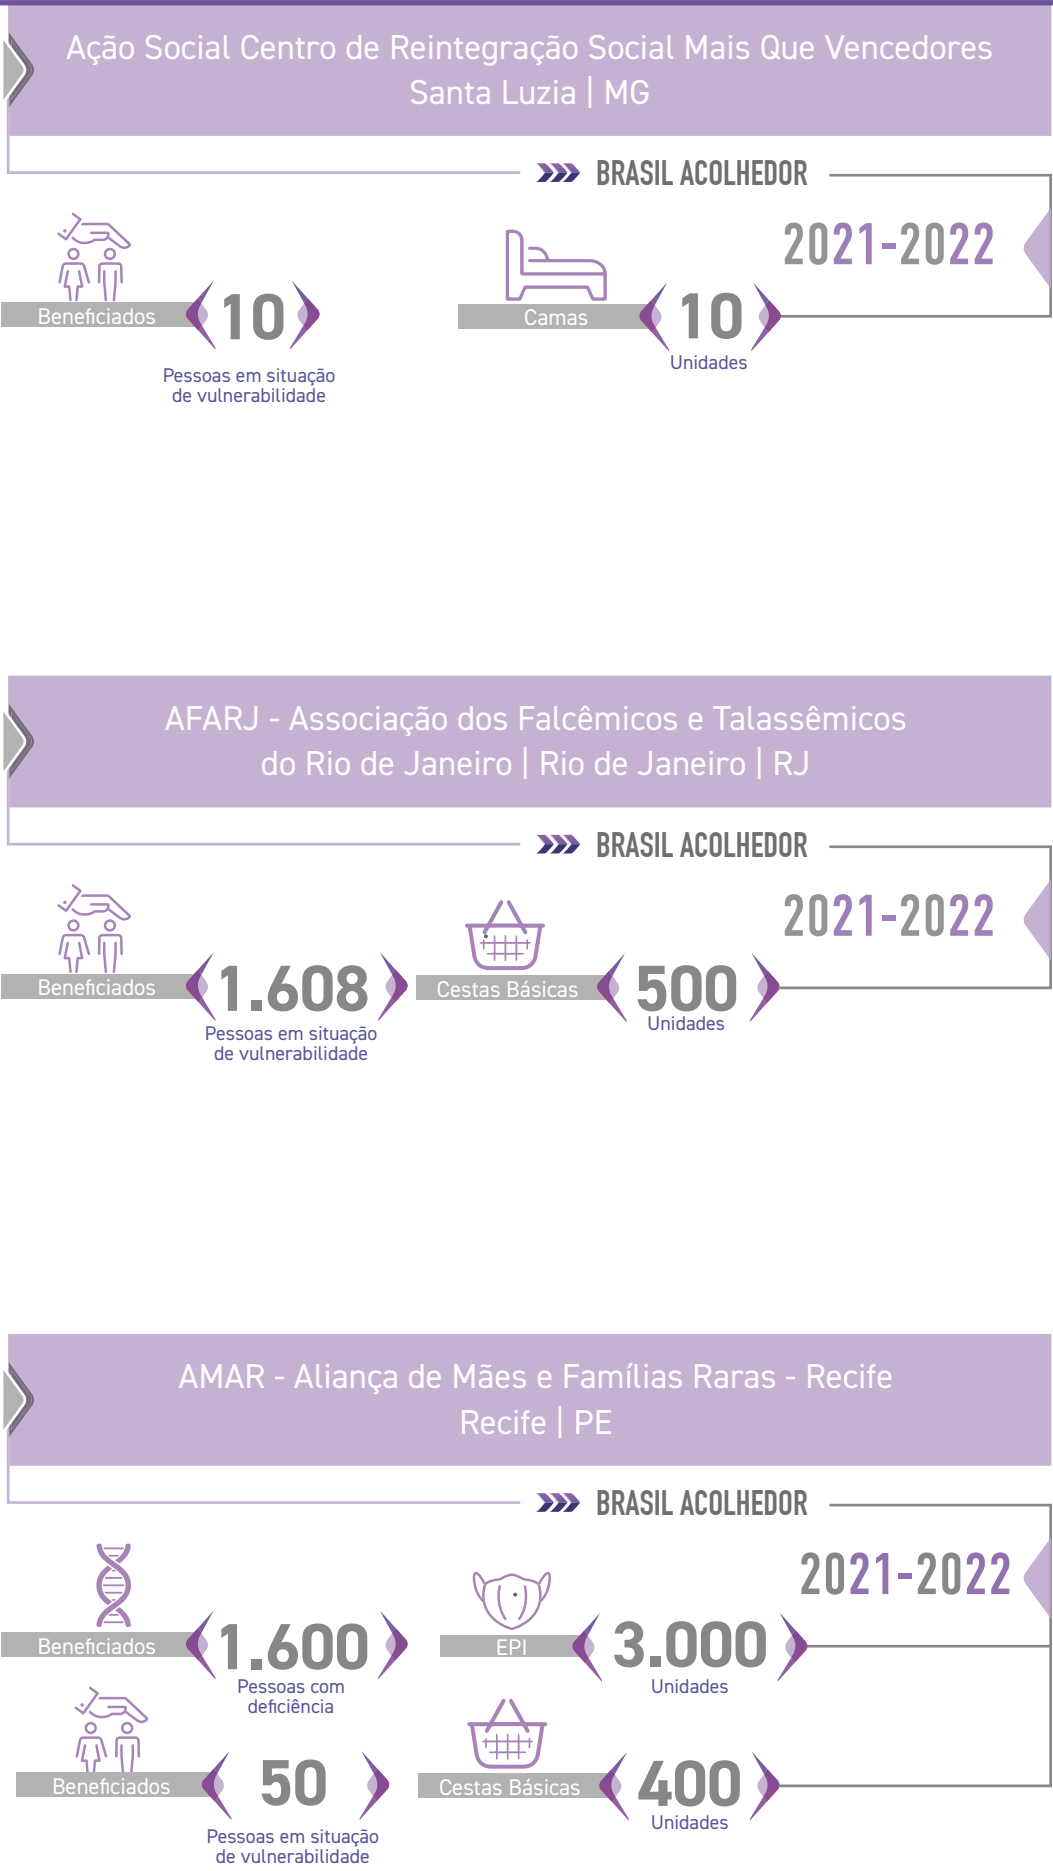 Ação Social Centro de Reintegração Social Mais Que Vencedores
Santa Luzia | MG
BRASIL ACOLHEDOR
2021-2022
Beneficiados
10
Pessoas em situação
de vulnerabilidade
Camas
10
Unidades
AFARJ - Associação dos Falcêmicos e Talassêmicos
do Rio de Janeiro | Rio de Janeiro | RJ
BRASIL ACOLHEDOR
2021-2022
Beneficiados
1.608
Pessoas em situação
de vulnerabilidade
Cestas Básicas
500
Unidades
AMAR - Aliança de Mães e Famílias Raras - Recife
Recife | PE
BRASIL ACOLHEDOR
2021-2022
Beneficiados
1.600
Pessoas com
deficiência
EPI
3.000
Unidades
Beneficiados
50
Pessoas em situação
de vulnerabilidade
Cestas Básicas
400
Unidades